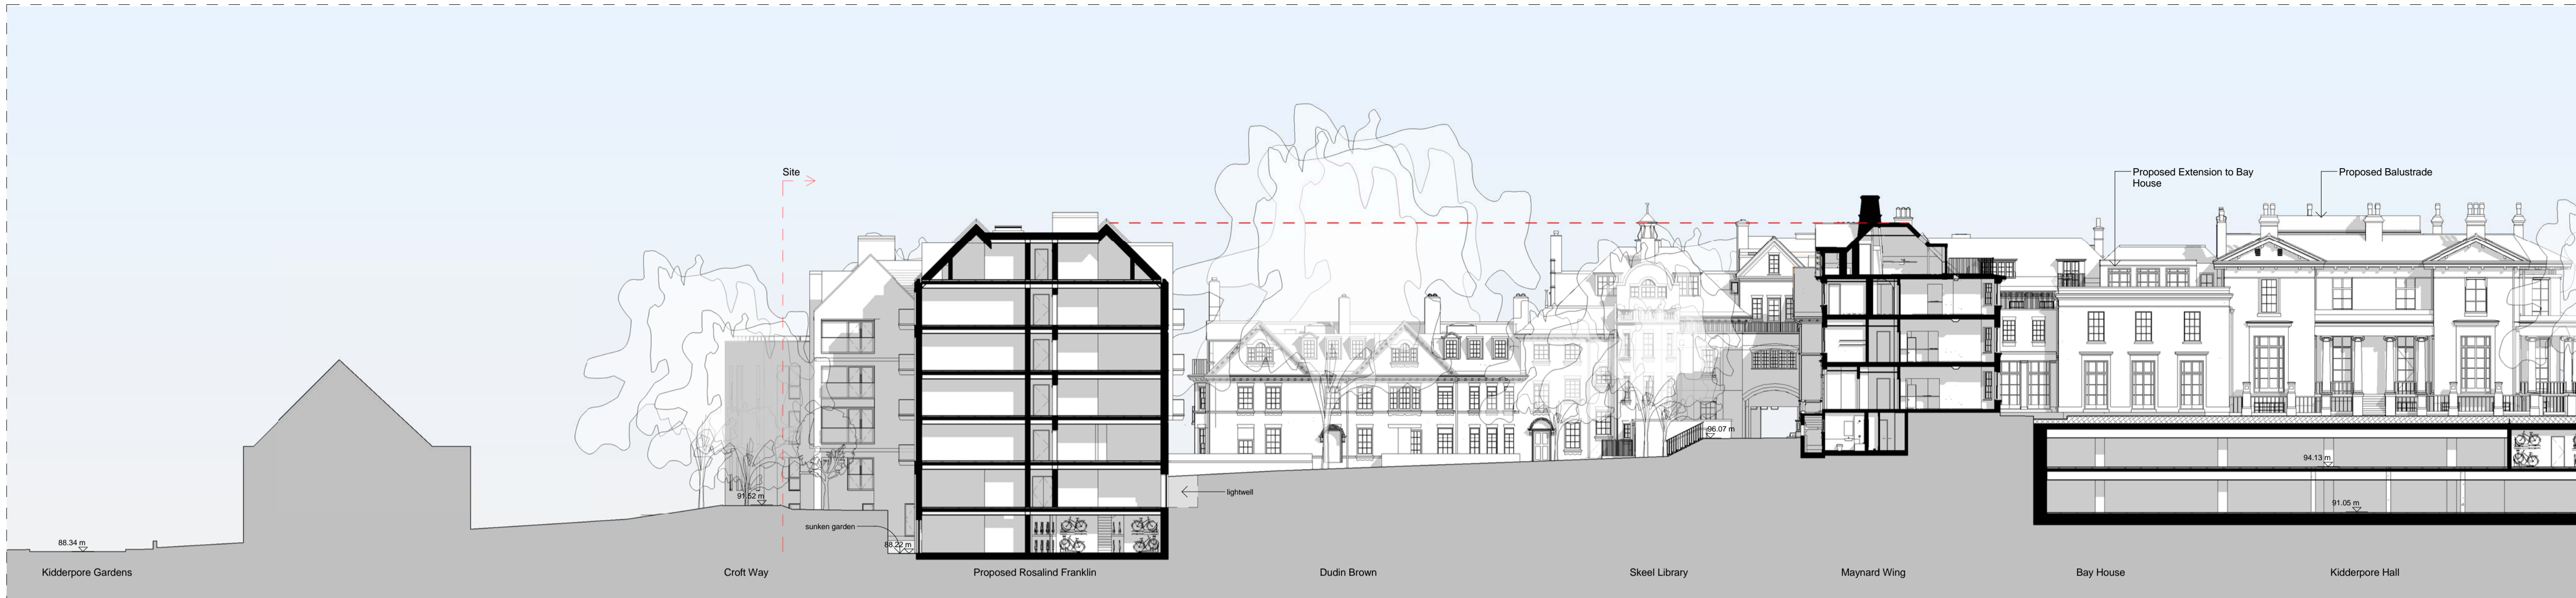 Site
Proposed Extension to Bay
House
Proposed Balustrade
96.07 m
94.13 m
91.52 m
lightwell
91.05 m
sunken garden
88.34 m
88.22 m
Kidderpore Gardens
Croft Way
Proposed Rosalind Franklin
Dudin Brown
Skeel Library
Maynard Wing
Bay House
Kidderpore Hall